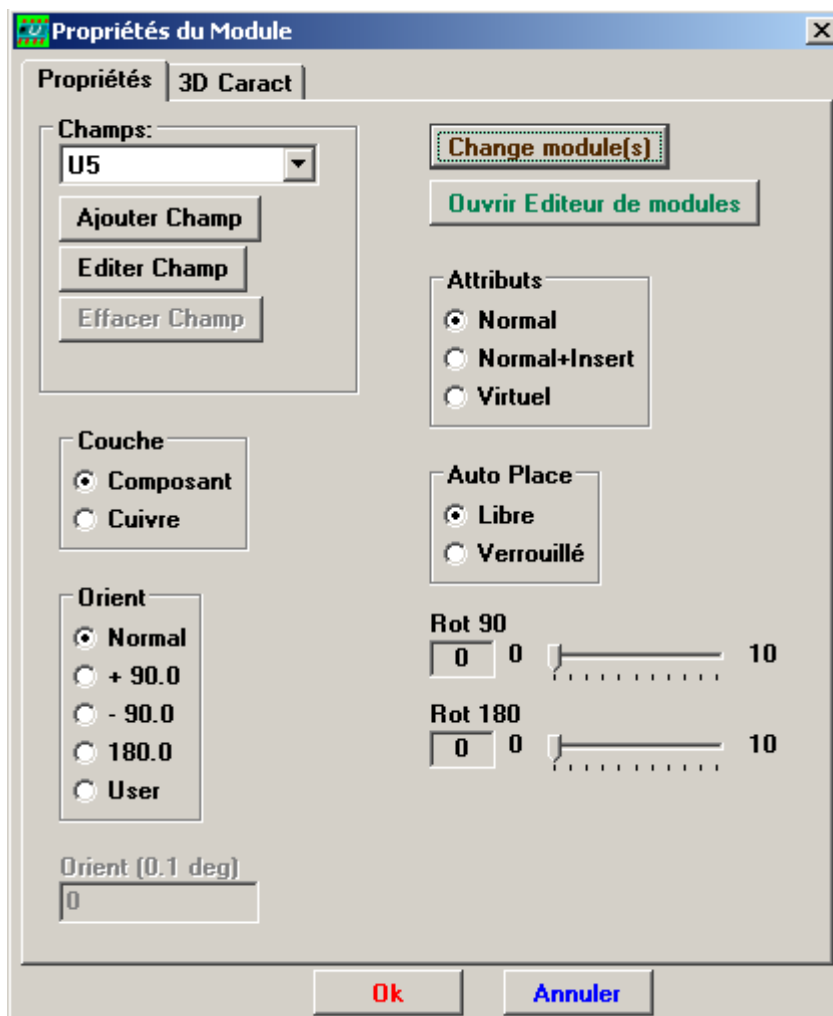 Propriétés du Module
Propriétés
3D Caract
Champs:
U5
Ajouter Champ
Editer Champ
Effacer Champ
Change module(s)
Ouvrir Editeur de modules
Attributs
Normal
Normal+Insert
Virtuel
Couche
Composant
Cuivre
Auto Place
Libre
Verrouillé
Orient
Normal
+ 90.0
- 90.0
180.0
User
Rot 90
0 0 10
Rot 180
0 0 10
Orient (0.1 deg)
0
Ok
Annuler